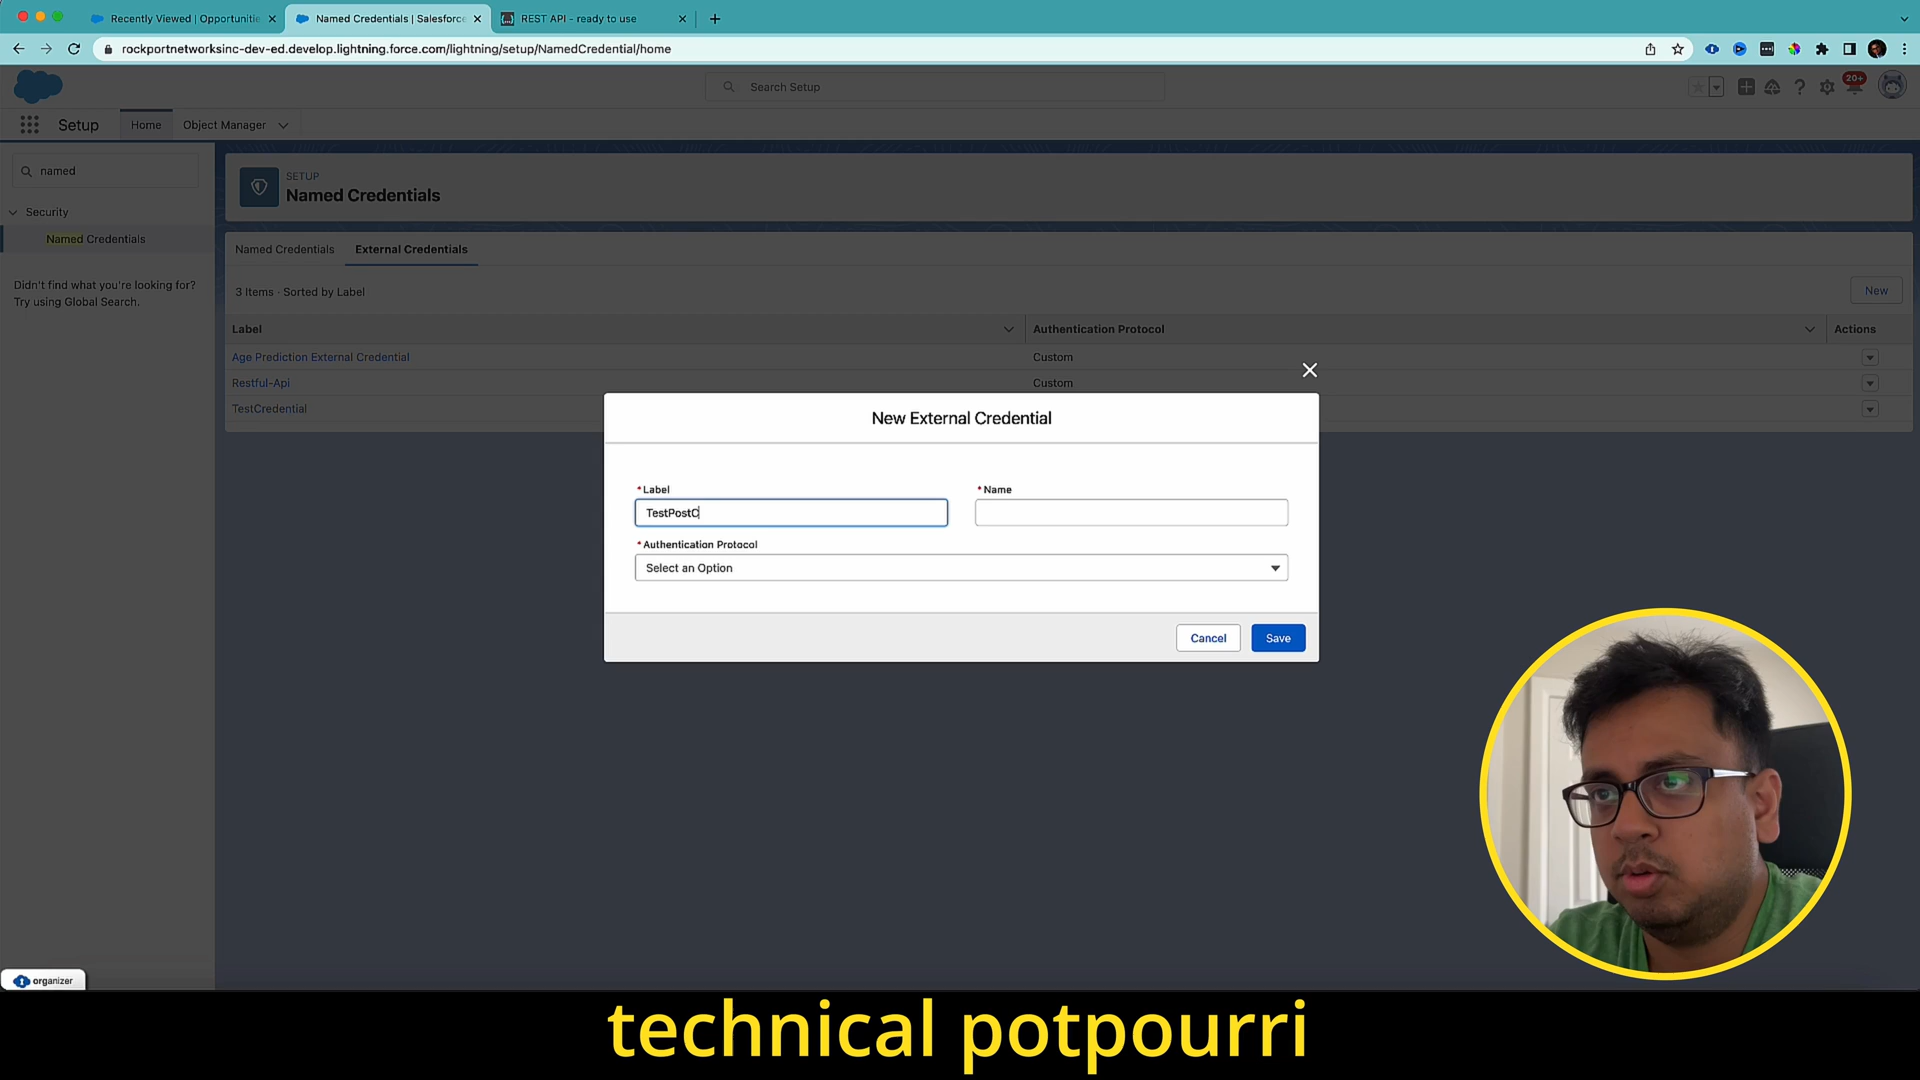 Recently Viewed | Opportunitie
Named Credentials | Salesforce
REST API - ready to use
rockportnetworksinc-dev-ed.develop.lightning.force.com/lightning/setup/NamedCredential/home
Search Setup
20+
Setup
Home
Object Manager
named
Security
Named Credentials
Didn't find what you're looking for?
Try using Global Search.
SETUP
Named Credentials
Named Credentials
External Credentials
3 Items · Sorted by Label
New
Label
Authentication Protocol
Actions
Age Prediction External Credential
Custom
Restful-Api
Custom
TestCredential
New External Credential
*Label
*Name
TestPostC
*Authentication Protocol
Select an Option
Cancel
Save
organizer
technical potpourri